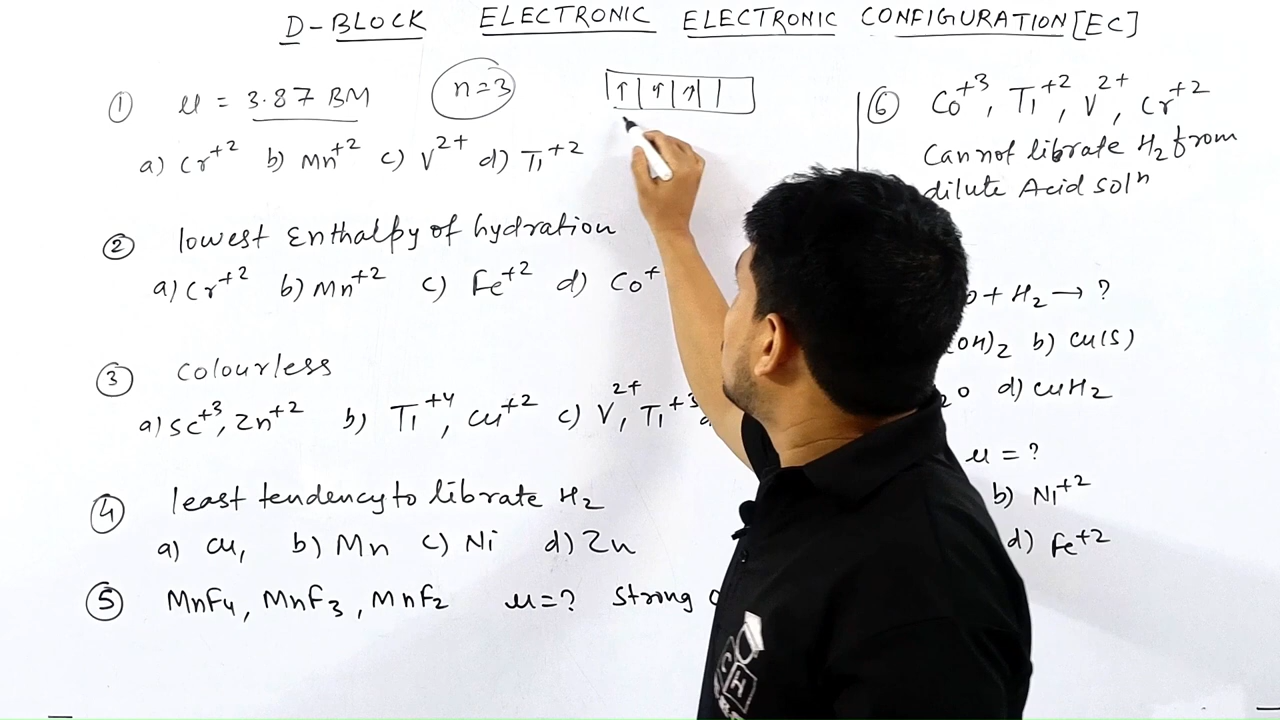 D-BLOCK ELECTRONIC ELECTRONIC CONFIGURATION [EC]
① μ = 3.87 BM n=3
a) Cr+2 b) Mn+2 c) V2+ d) Ti+2
② lowest Enthalpy of hydration
a) Cr+2 b) Mn+2 c) Fe+2 d) Co+
③ colourless
a) Sc+3, Zn+2 b) Ti+4, Cu+2 c) V2+, Ti+3
④ least tendency to librate H2
a) Cu, b) Mn c) Ni d) Zn
⑤ MnF4, MnF3, MnF2 μ=? Strong
⑥ Co+3, Ti+2, V2+, Cr+2
Cannot librate H2 from
dilute Acid solⁿ
O + H2 → ?
(OH)2 b) Cu(s)
2O d) CuH2
μ = ?
b) Ni+2
d) Fe+2